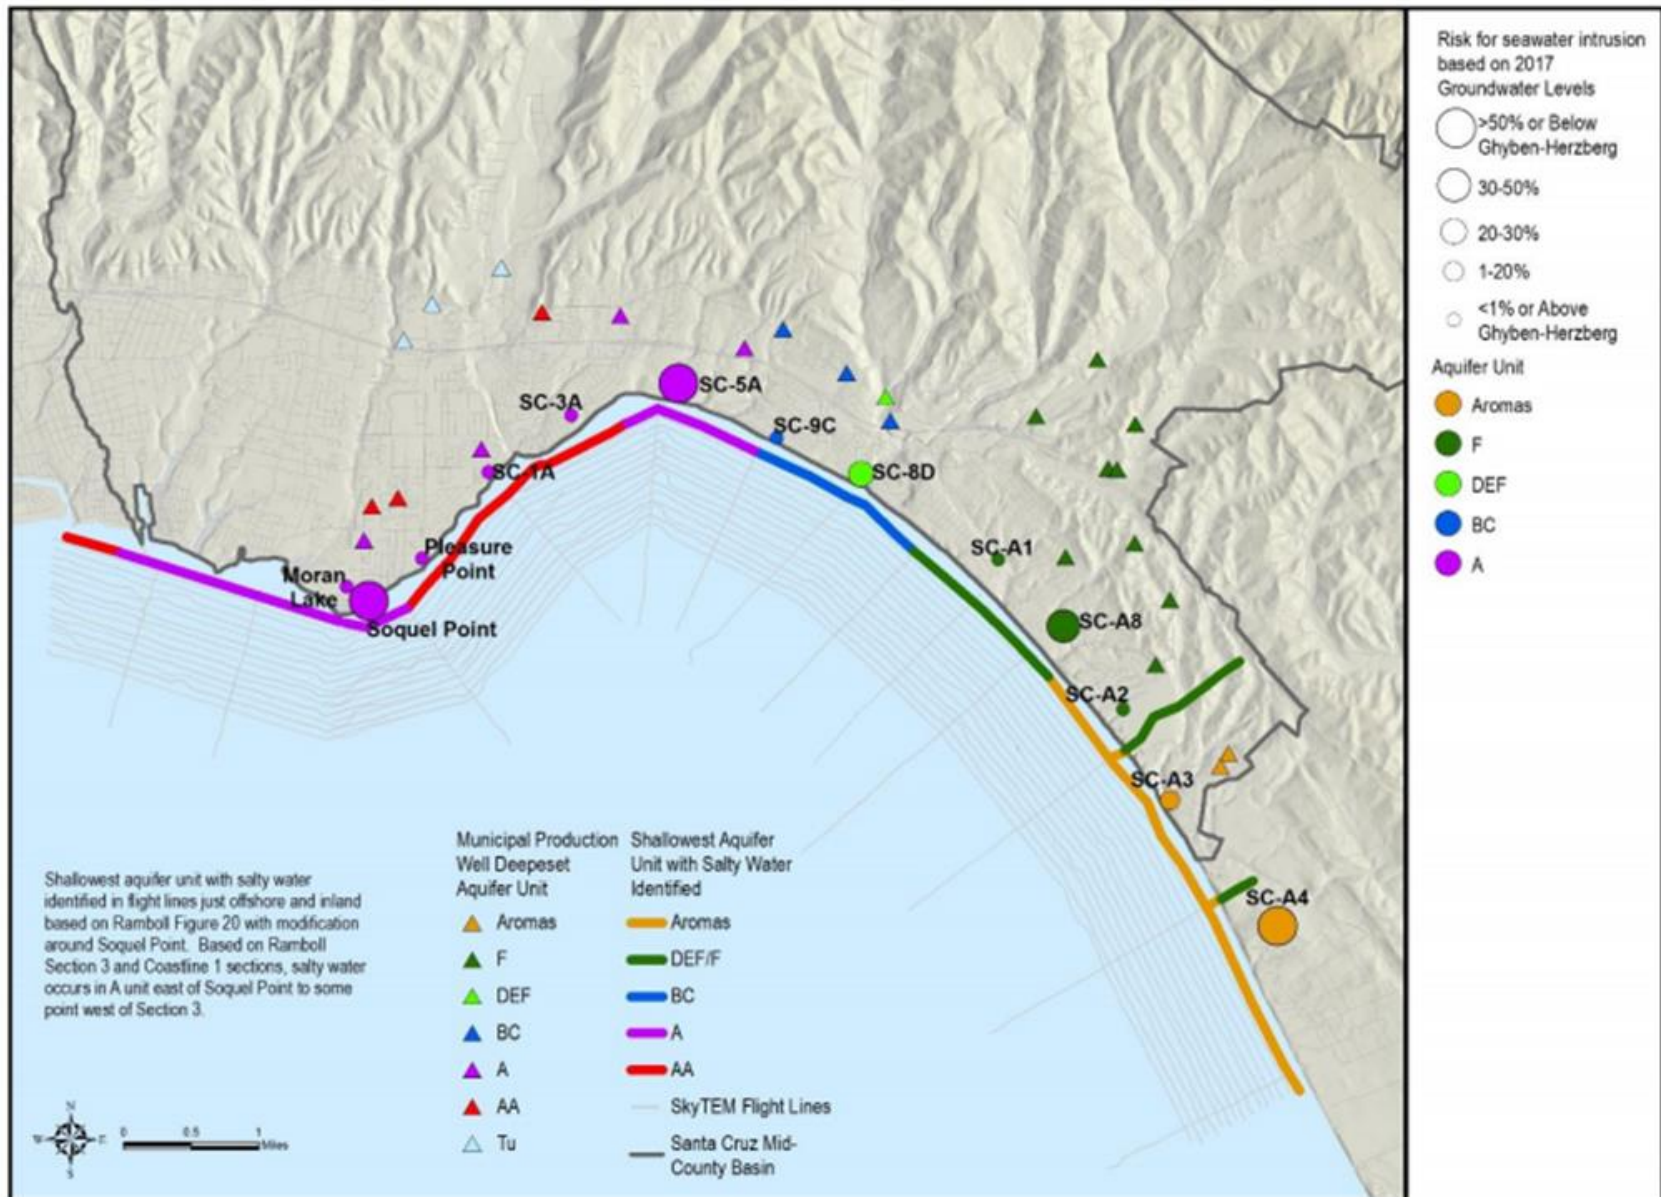 Risk for seawater intrusion
based on 2017
Groundwater Levels
>50% or Below
Ghyben-Herzberg
30-50%
20-30%
1-20%
<1% or Above
Ghyben-Herzberg
Aquifer Unit
Aromas
F
DEF
BC
A
SC-5A
SC-3A
SC-9C
SC-1A
SC-8D
Pleasure
Point
SC-A1
Moran
Lake
Soquel Point
SC-A8
SC-A2
SC-A3
SC-A4
Shallowest aquifer unit with salty water
identified in flight lines just offshore and inland
based on Ramboll Figure 20 with modification
around Soquel Point. Based on Ramboll
Section 3 and Coastline 1 sections, salty water
occurs in A unit east of Soquel Point to some
point west of Section 3.
Municipal Production
Well Deepeset
Aquifer Unit
Aromas
F
DEF
BC
A
AA
Tu
Shallowest Aquifer
Unit with Salty Water
Identified
Aromas
DEF/F
BC
A
AA
SkyTEM Flight Lines
Santa Cruz Mid-
County Basin
N
W E
S
0 0.5 1
Miles